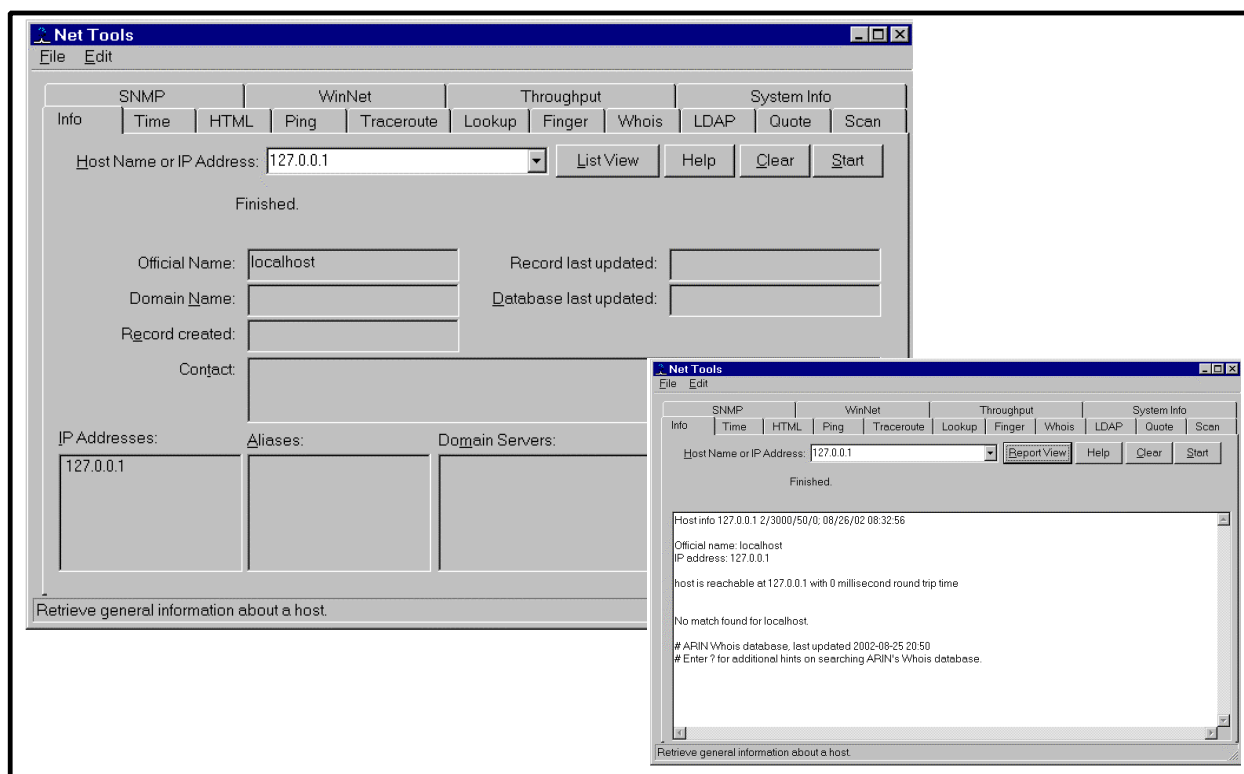 Net Tools
File Edit
SNMP WinNet Throughput System Info
Info Time HTML Ping Traceroute Lookup Finger Whois LDAP Quote Scan
Host Name or IP Address: 127.0.0.1 List View Help Clear Start
Finished.
Official Name: localhost Record last updated:
Domain Name: Database last updated:
Record created:
Contact:
IP Addresses: Aliases: Domain Servers:
127.0.0.1
Retrieve general information about a host.
Net Tools
File Edit
SNMP WinNet Throughput System Info
Info Time HTML Ping Traceroute Lookup Finger Whois LDAP Quote Scan
Host Name or IP Address: 127.0.0.1 Report View Help Clear Start
Finished.
Host info 127.0.0.1 2/3000/50/0; 08/26/02 08:32:56
Official name: localhost
IP address: 127.0.0.1
host is reachable at 127.0.0.1 with 0 millisecond round trip time
No match found for localhost.
# ARIN Whois database, last updated 2002-08-25 20:50
# Enter ? for additional hints on searching ARIN's Whois database.
Retrieve general information about a host.